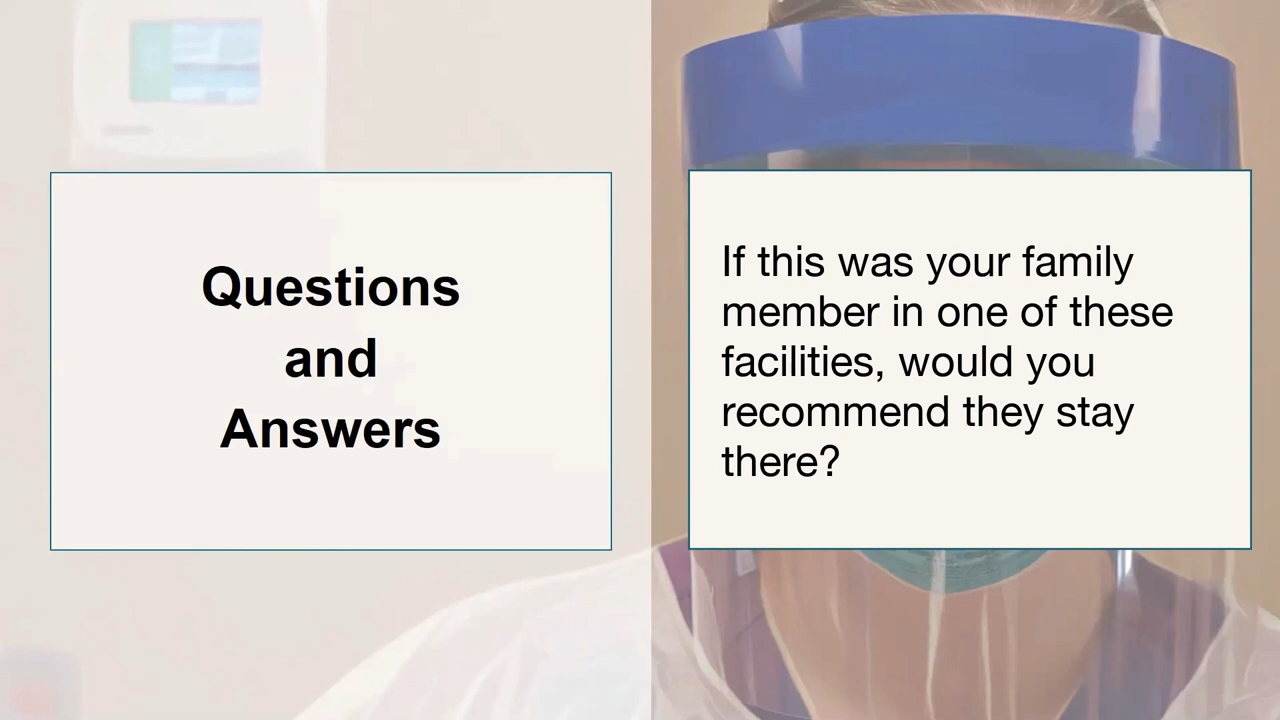 Questions
and
Answers
If this was your family
member in one of these
facilities, would you
recommend they stay
there?